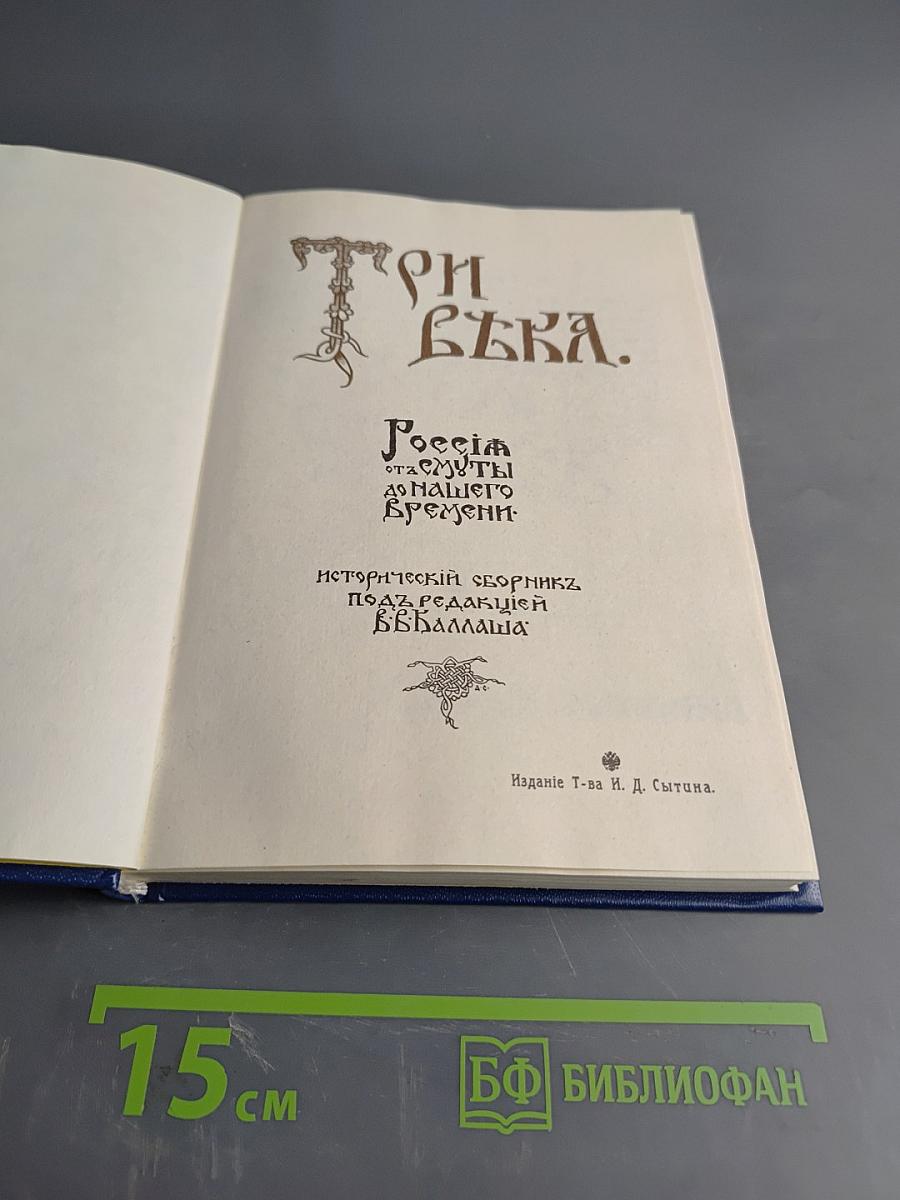 Три
вѣка.
Россіѧ
отъ смуты
до нашего
времени·
историческій сборникъ
подъ редакціей
В·В·Каллаша·
Д·С·
Изданіе Т-ва И. Д. Сытина.
15 см
БФ БИБЛИОФАН